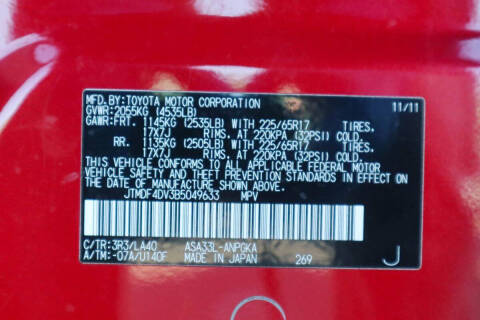 MFD.BY:TOYOTA MOTOR CORPORATION 11/11
GVWR:2055KG (4535LB)
GAWR:FRT. 1145KG (2535LB) WITH 225/65R17 TIRES.
17X7J RIMS. AT 220KPA (32PSI) COLD.
RR. 1135KG (2505LB) WITH 225/65R17 TIRES.
17X7J RIMS. AT 220KPA (32PSI) COLD.
THIS VEHICLE CONFORMS TO ALL APPLICABLE FEDERAL MOTOR
VEHICLE SAFETY AND THEFT PREVENTION STANDARDS IN EFFECT ON
THE DATE OF MANUFACTURE SHOWN ABOVE.
JTMDF4DV3B5049633 MPV
C/TR:3R3/LA40 ASA33L-ANPGKA
A/TM:-07A/U140F MADE IN JAPAN 269 J